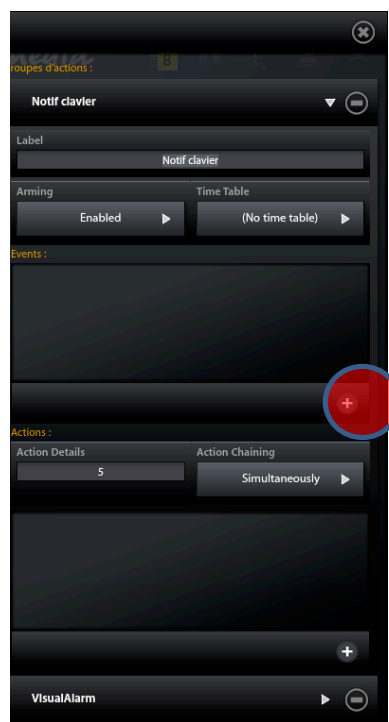 8
roupes d'actions :
Notif clavier
Label
Notif clavier
Arming Time Table
Enabled (No time table)
Events :
+
Actions :
Action Details Action Chaining
5 Simultaneously
+
VIsualAlarm